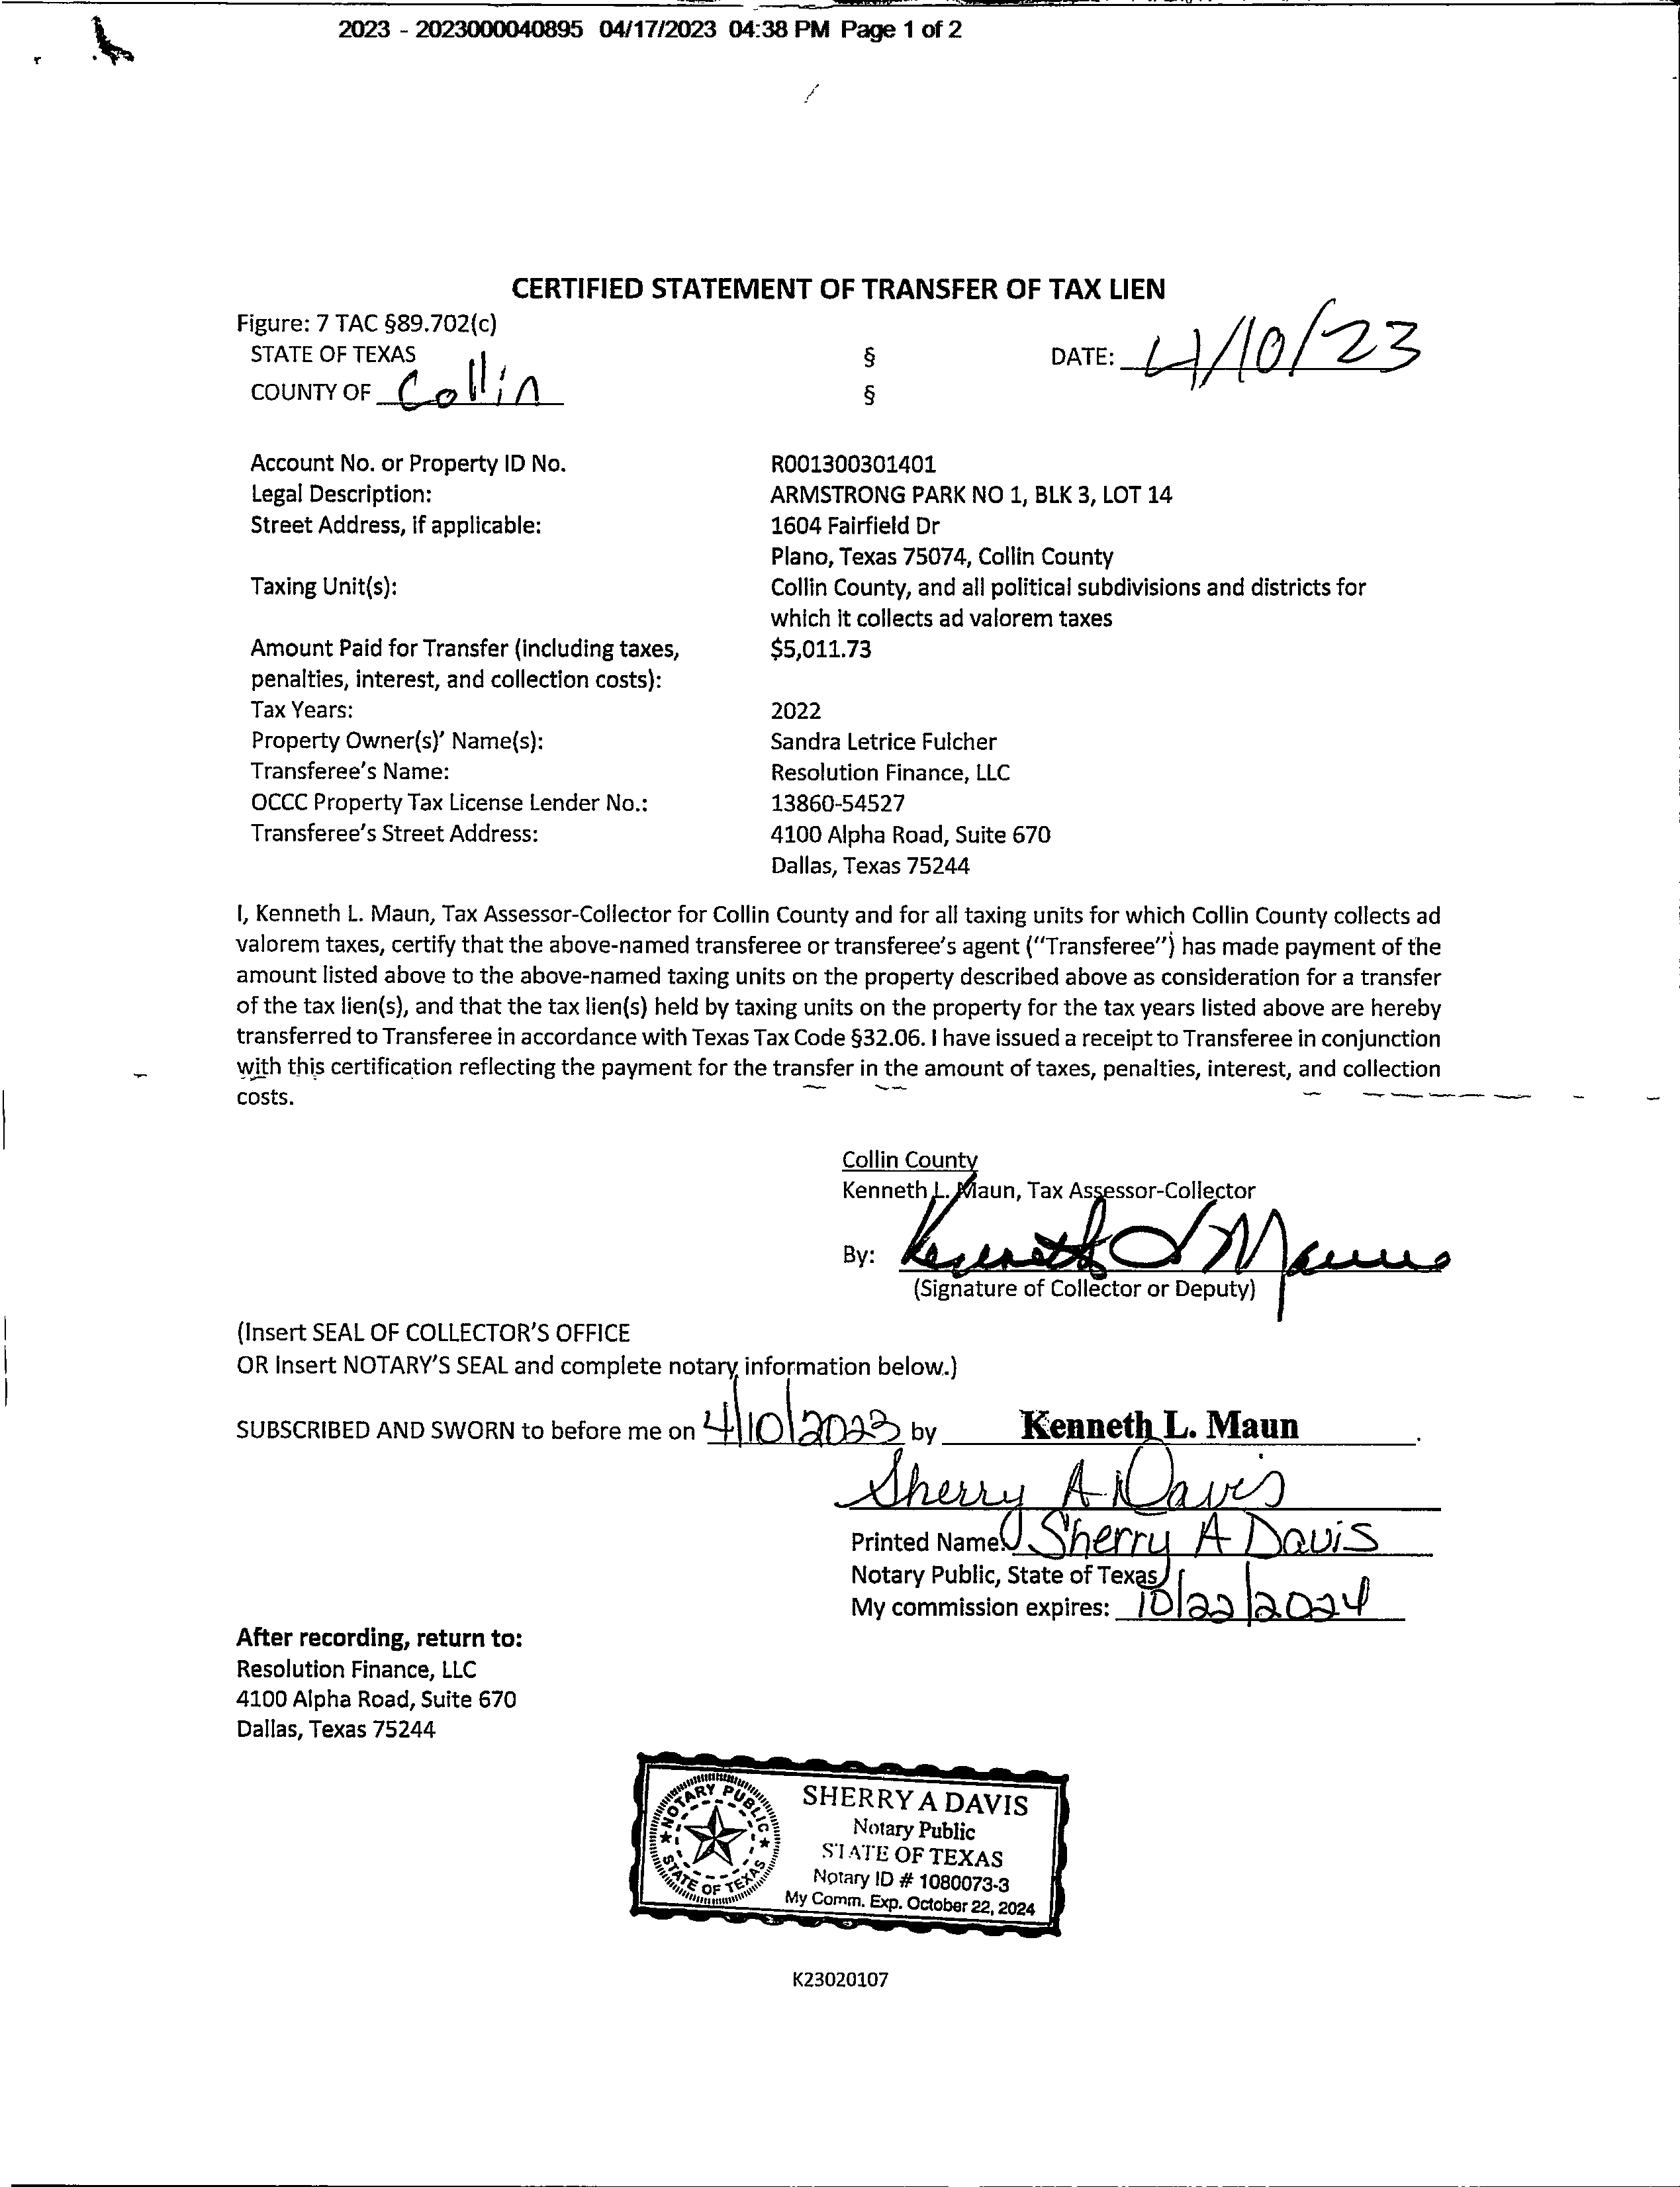 2023 - 2023000040895 04/17/2023 04:38 PM Page 1 of 2
CERTIFIED STATEMENT OF TRANSFER OF TAX LIEN
Figure: 7 TAC §89.702(c)
STATE OF TEXAS § DATE: 4/10/23
COUNTY OF Collin §
Account No. or Property ID No. R001300301401
Legal Description: ARMSTRONG PARK NO 1, BLK 3, LOT 14
Street Address, if applicable: 1604 Fairfield Dr
Plano, Texas 75074, Collin County
Taxing Unit(s): Collin County, and all political subdivisions and districts for
which it collects ad valorem taxes
Amount Paid for Transfer (including taxes, $5,011.73
penalties, interest, and collection costs):
Tax Years: 2022
Property Owner(s)' Name(s): Sandra Letrice Fulcher
Transferee's Name: Resolution Finance, LLC
OCCC Property Tax License Lender No.: 13860-54527
Transferee's Street Address: 4100 Alpha Road, Suite 670
Dallas, Texas 75244
I, Kenneth L. Maun, Tax Assessor-Collector for Collin County and for all taxing units for which Collin County collects ad
valorem taxes, certify that the above-named transferee or transferee's agent ("Transferee") has made payment of the
amount listed above to the above-named taxing units on the property described above as consideration for a transfer
of the tax lien(s), and that the tax lien(s) held by taxing units on the property for the tax years listed above are hereby
transferred to Transferee in accordance with Texas Tax Code §32.06. I have issued a receipt to Transferee in conjunction
with this certification reflecting the payment for the transfer in the amount of taxes, penalties, interest, and collection
costs.
Collin County
Kenneth L. Maun, Tax Assessor-Collector
By: Kenneth L Maun
(Signature of Collector or Deputy)
(Insert SEAL OF COLLECTOR'S OFFICE
OR Insert NOTARY'S SEAL and complete notary information below.)
SUBSCRIBED AND SWORN to before me on 4/10/2023 by Kenneth L. Maun.
Sherry A Davis
Printed Name: Sherry A Davis
Notary Public, State of Texas
My commission expires: 10/22/2024
After recording, return to:
Resolution Finance, LLC
4100 Alpha Road, Suite 670
Dallas, Texas 75244
NOTARY PUBLIC
STATE OF TEXAS
SHERRY A DAVIS
Notary Public
STATE OF TEXAS
Notary ID # 1080073-3
My Comm. Exp. October 22, 2024
K23020107